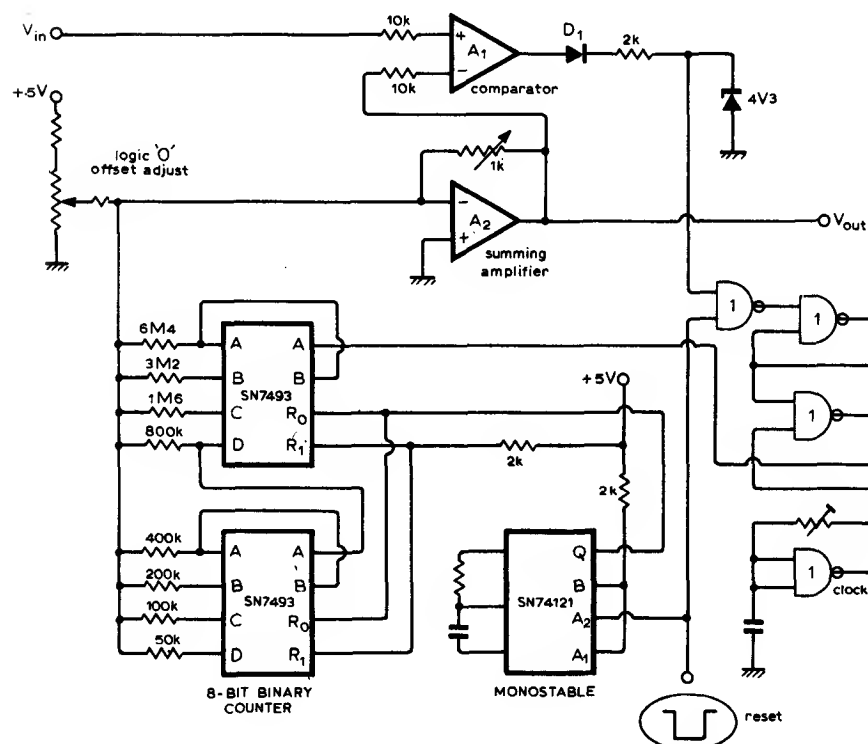 V_in
10k
+
A₁
-
10k
comparator
D₁
2k
4V3
+5V
logic 'O'
offset adjust
1k
-
A₂
+
summing
amplifier
V_out
6M4
3M2
1M6
800k
A
B
C
D
SN7493
A
B
R₀
R₁
+5V
2k
2k
1
1
1
400k
200k
100k
50k
A
B
C
D
SN7493
A
B
R₀
R₁
8-BIT BINARY
COUNTER
SN74121
Q
B
A₂
A₁
MONOSTABLE
1
clock
reset